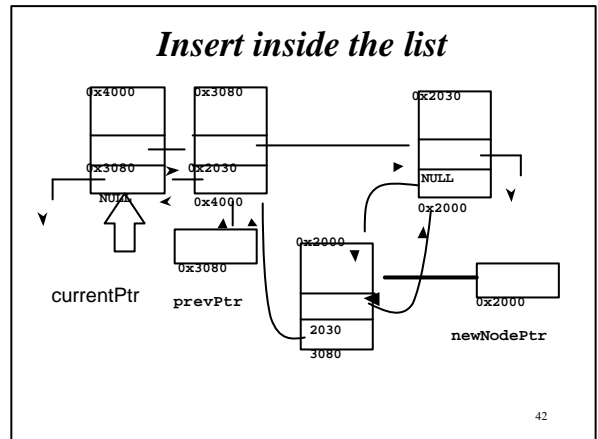 Insert inside the list
0x4000
0x3080
0x2030
0x3080
0x2030
NULL
NULL
0x4000
0x2000
0x2000
0x3080
currentPtr
prevPtr
0x2000
newNodePtr
2030
3080
42